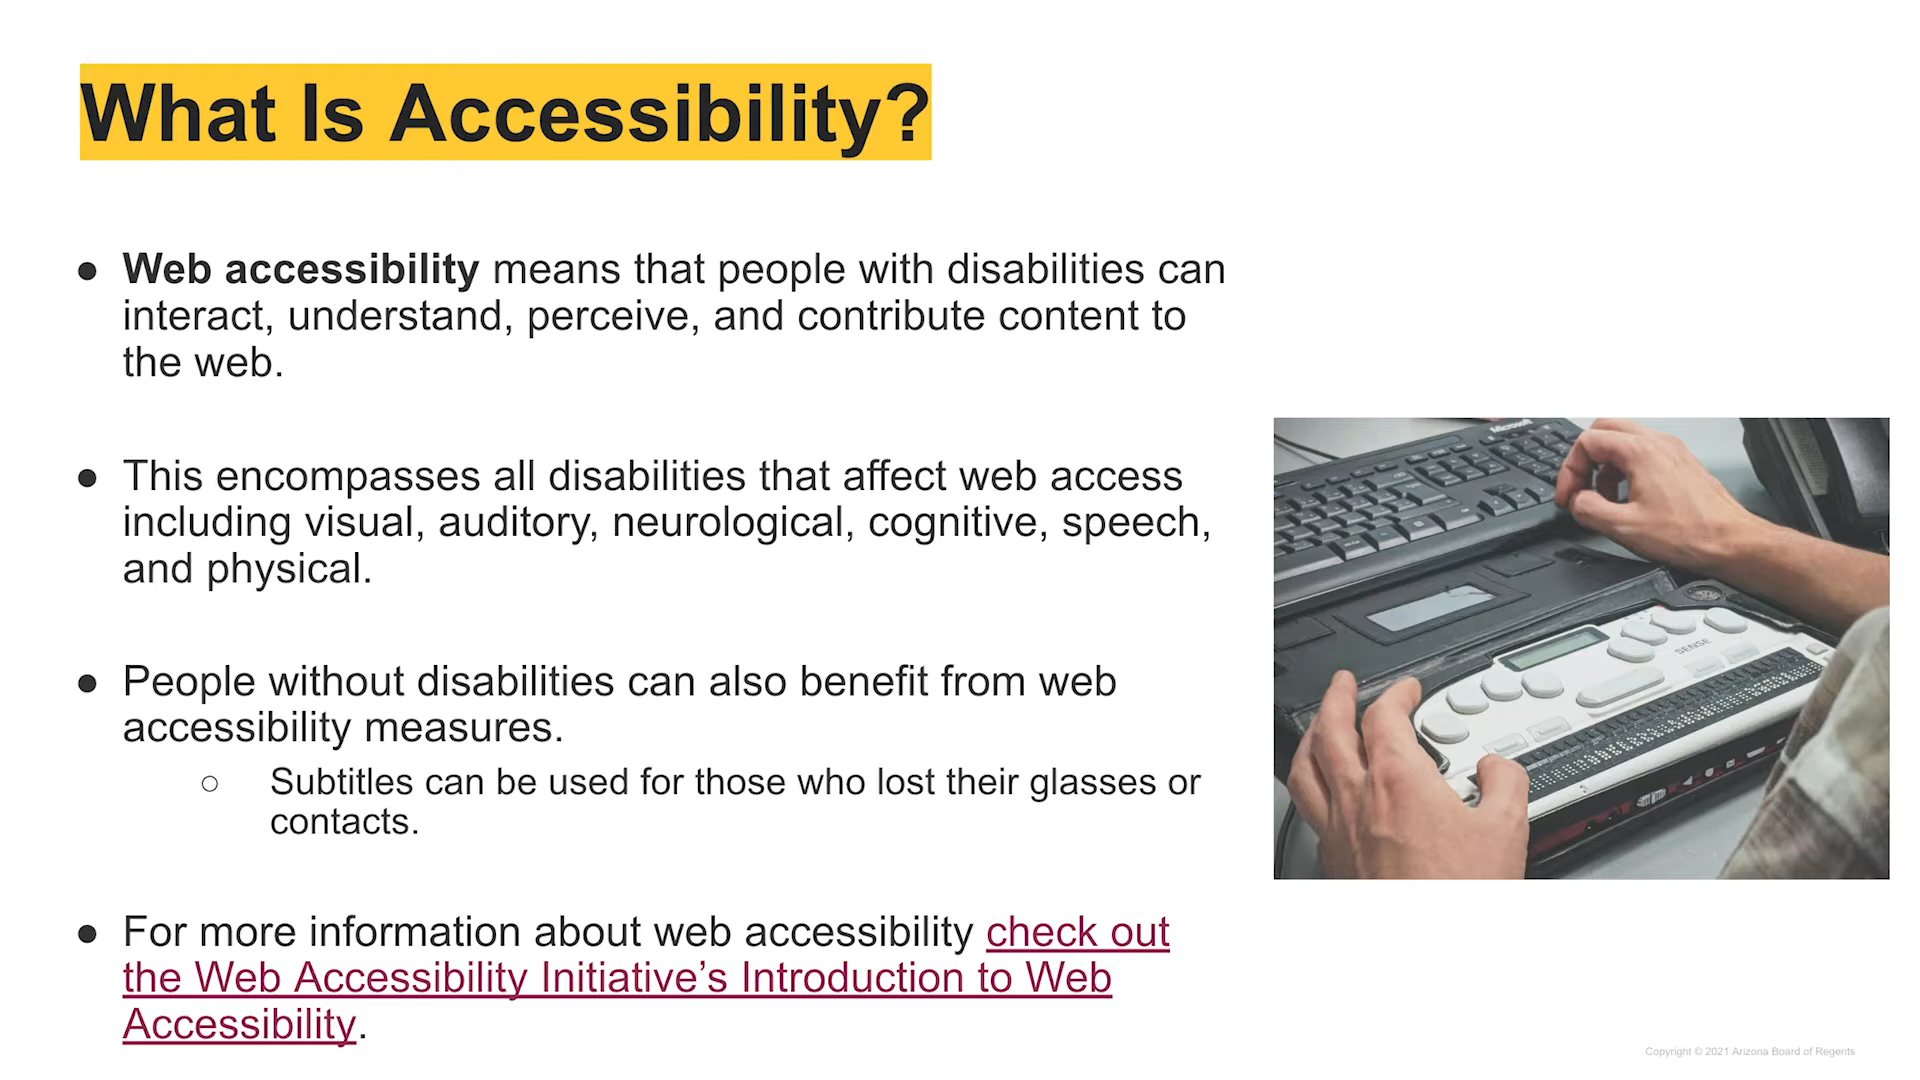 What Is Accessibility?
● Web accessibility means that people with disabilities can
interact, understand, perceive, and contribute content to
the web.
● This encompasses all disabilities that affect web access
including visual, auditory, neurological, cognitive, speech,
and physical.
● People without disabilities can also benefit from web
accessibility measures.
○ Subtitles can be used for those who lost their glasses or
contacts.
● For more information about web accessibility check out
the Web Accessibility Initiative’s Introduction to Web
Accessibility.
Microsoft
SENSE
Copyright © 2021 Arizona Board of Regents